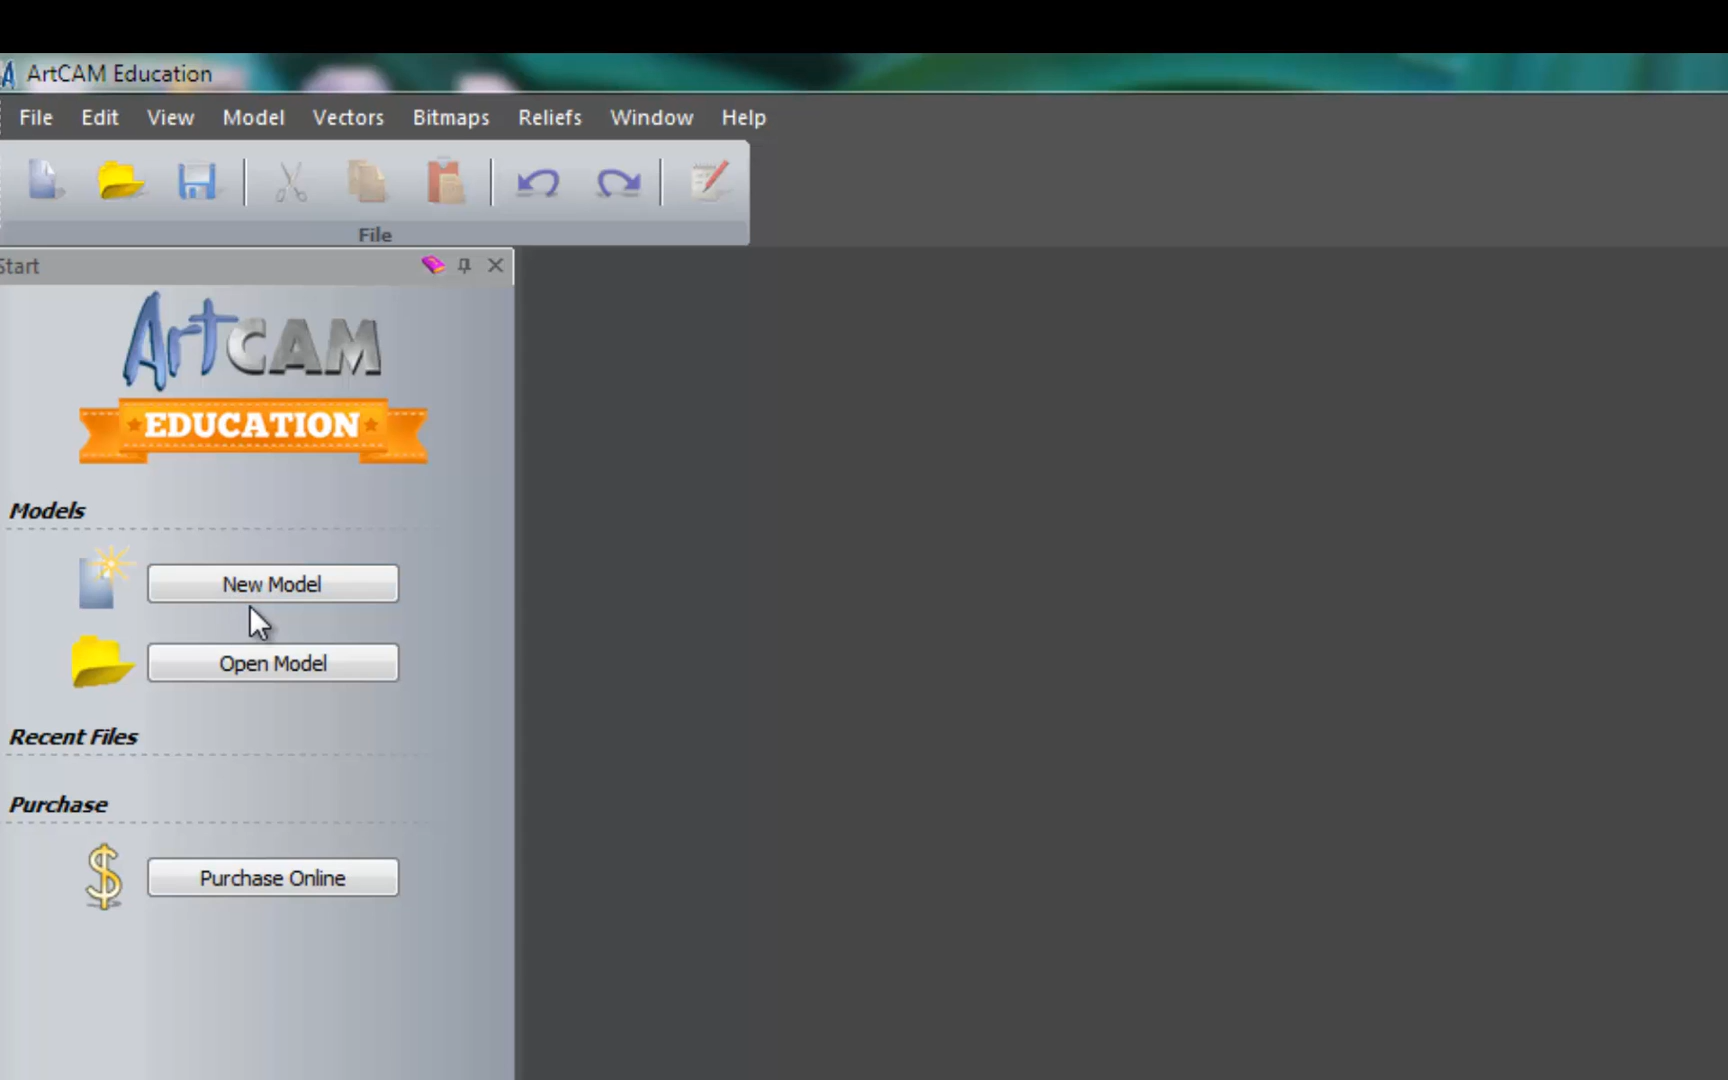 ArtCAM Education
File Edit View Model Vectors Bitmaps Reliefs Window Help
File
Start
ArtCAM
EDUCATION
Models
New Model
Open Model
Recent Files
Purchase
Purchase Online